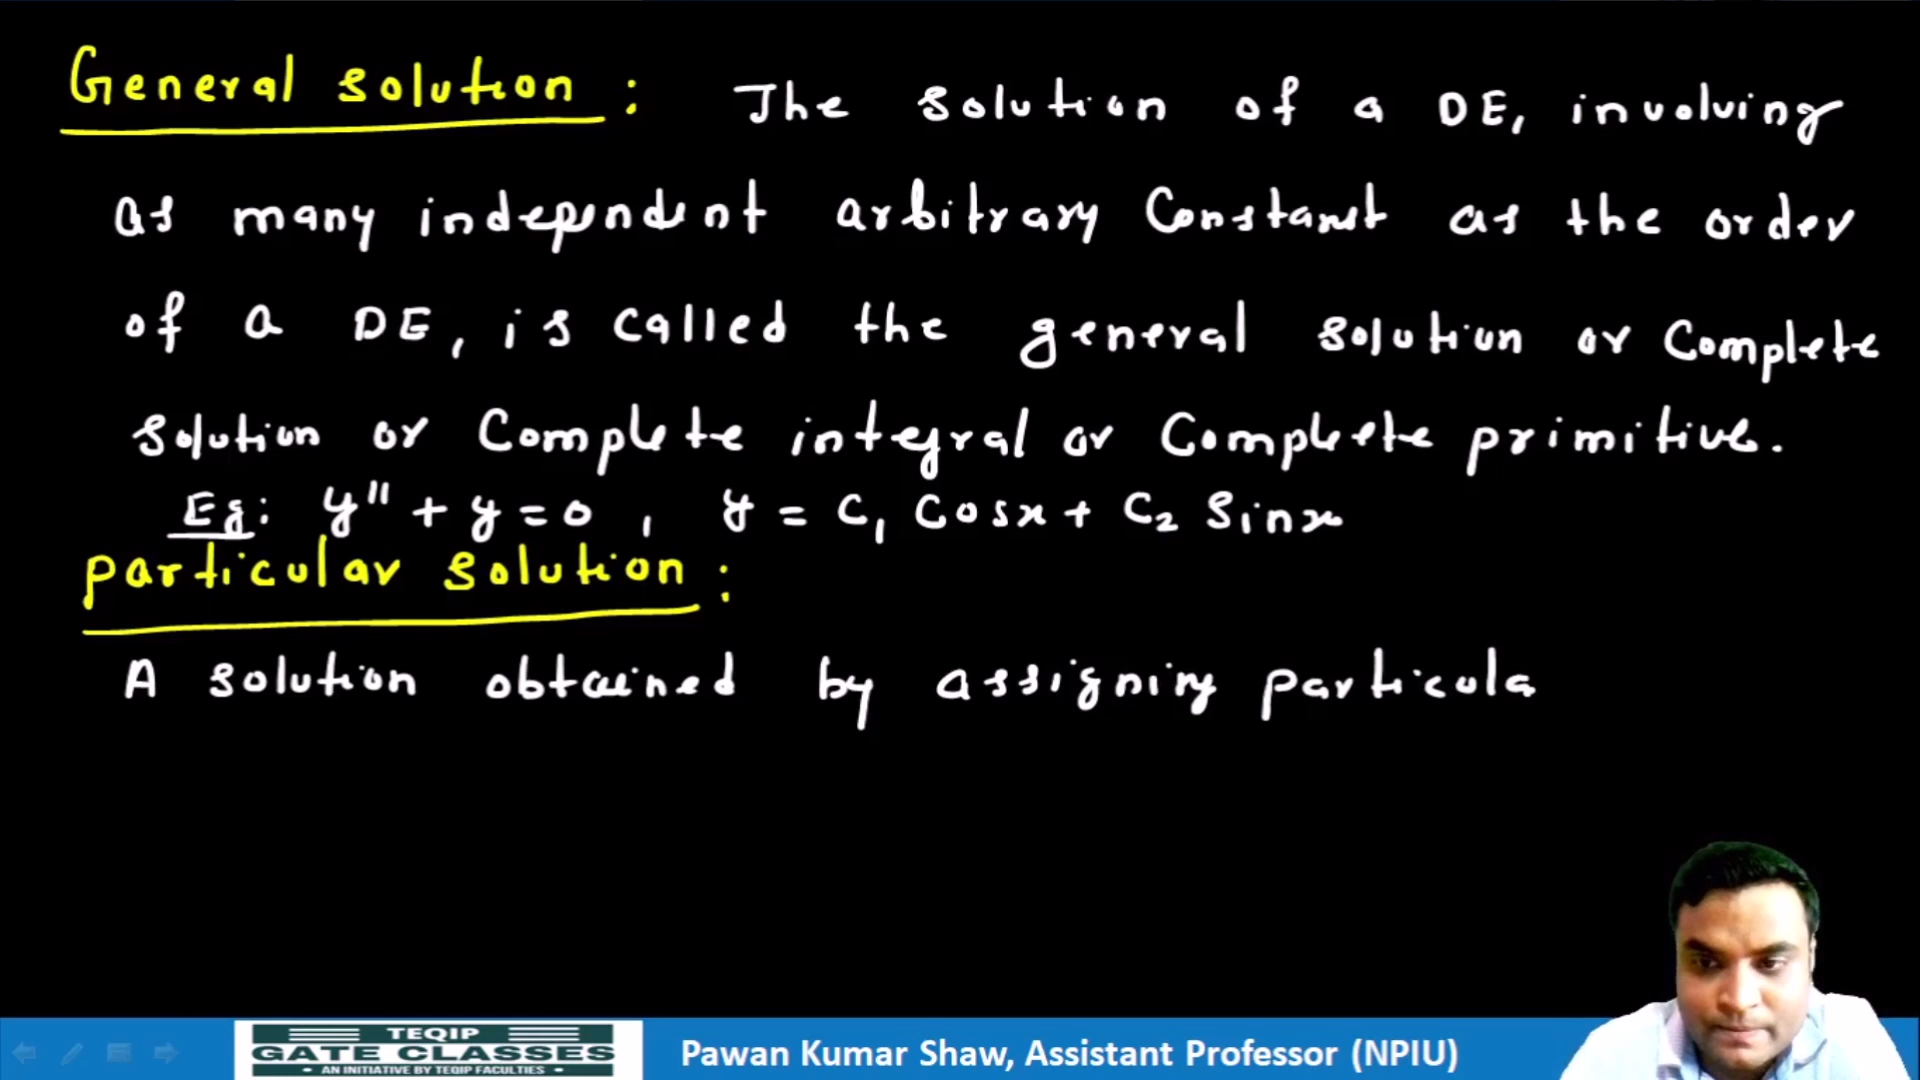 General solution : The solution of a DE, involving
as many independent arbitrary Constant as the order
of a DE, is called the general solution or Complete
solution or Complete integral or Complete primitive.
Eg: y'' + y = 0 , y = C₁ Cosx + C₂ Sinx
particular solution :
A solution obtained by assigning particula
TEQIP
GATE CLASSES
• AN INITIATIVE BY TEQIP FACULTIES •
Pawan Kumar Shaw, Assistant Professor (NPIU)